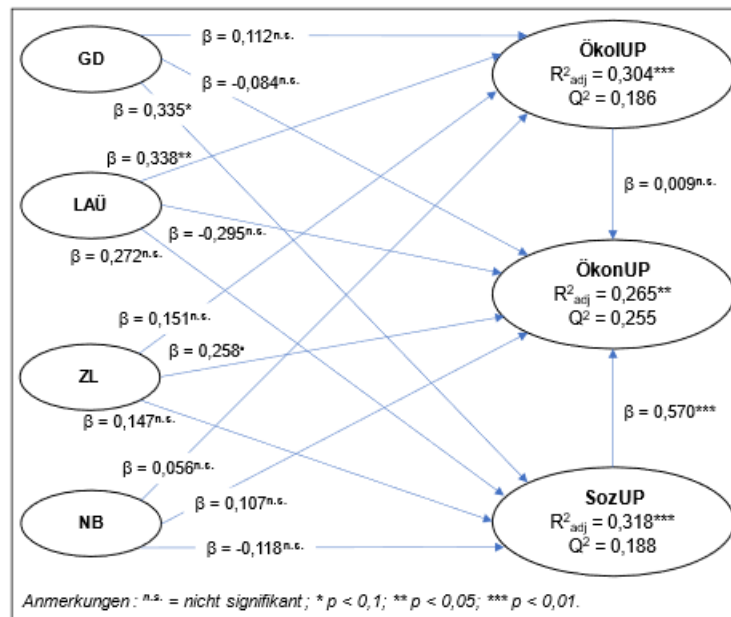 GD
β = 0,112ⁿ·ˢ·
β = -0,084ⁿ·ˢ·
β = 0,335*
ÖkolUP
R²adj = 0,304***
Q² = 0,186
LAÜ
β = 0,338**
β = -0,295ⁿ·ˢ·
β = 0,272ⁿ·ˢ·
β = 0,009ⁿ·ˢ·
ÖkonUP
R²adj = 0,265**
Q² = 0,255
ZL
β = 0,151ⁿ·ˢ·
β = 0,258*
β = 0,147ⁿ·ˢ·
β = 0,570***
NB
β = 0,056ⁿ·ˢ·
β = 0,107ⁿ·ˢ·
β = -0,118ⁿ·ˢ·
SozUP
R²adj = 0,318***
Q² = 0,188
Anmerkungen: ⁿ·ˢ· = nicht signifikant; * p < 0,1; ** p < 0,05; *** p < 0,01.